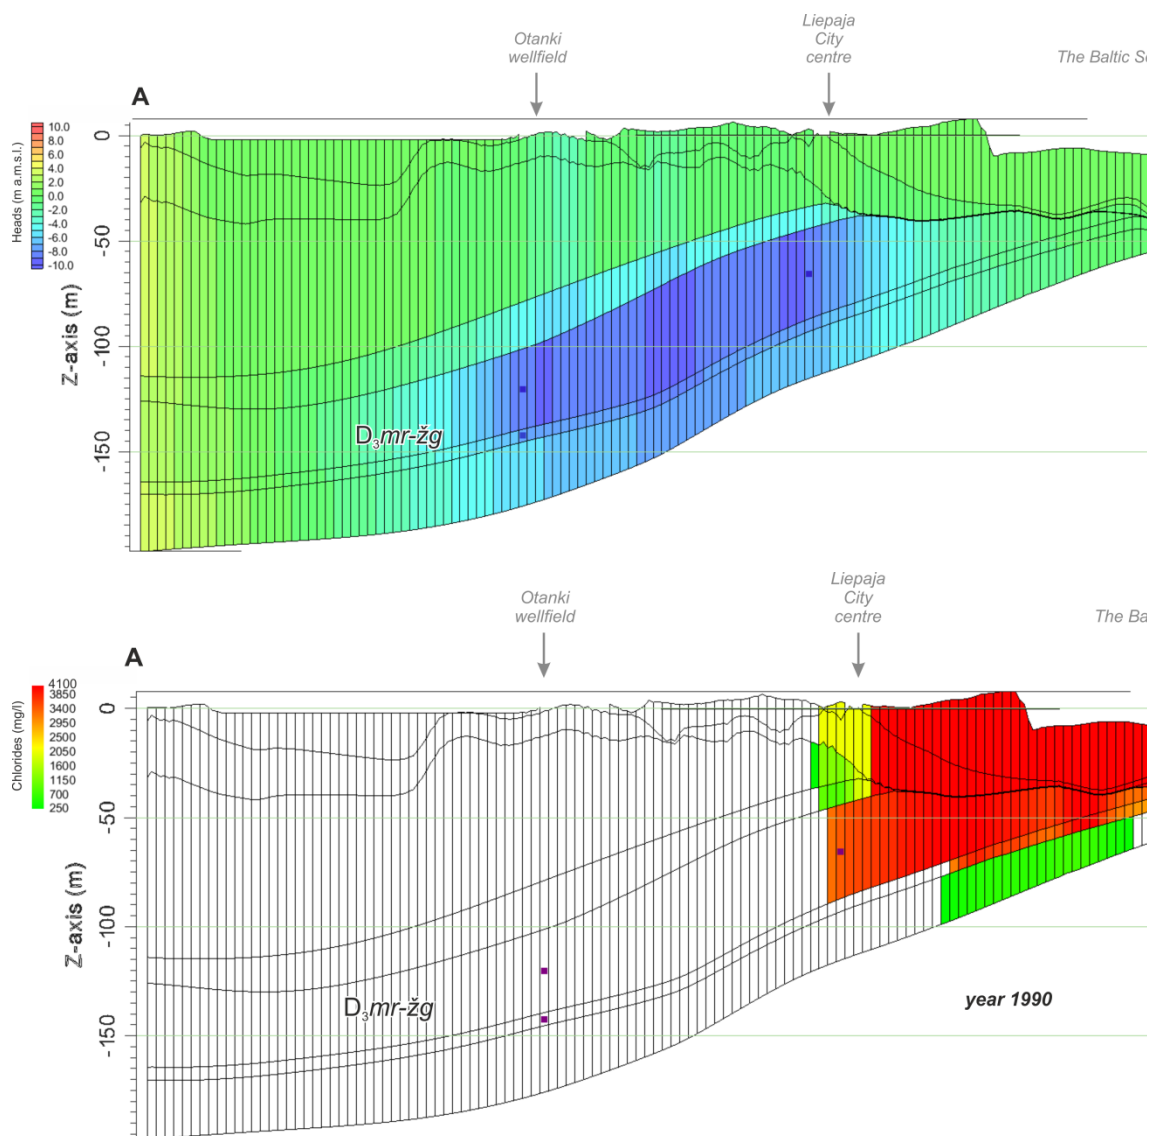 Otanki
wellfield
Liepaja
City
centre
The Baltic Se
A
Heads (m a.m.s.l.)
10.0
8.0
6.0
4.0
2.0
0.0
-2.0
-4.0
-6.0
-8.0
-10.0
Z-axis (m)
0
-50
-100
-150
D₃mr-žg
Otanki
wellfield
Liepaja
City
centre
The Ba
A
Chlorides (mg/l)
4100
3850
3400
2950
2500
2050
1600
1150
700
250
Z-axis (m)
0
-50
-100
-150
D₃mr-žg
year 1990